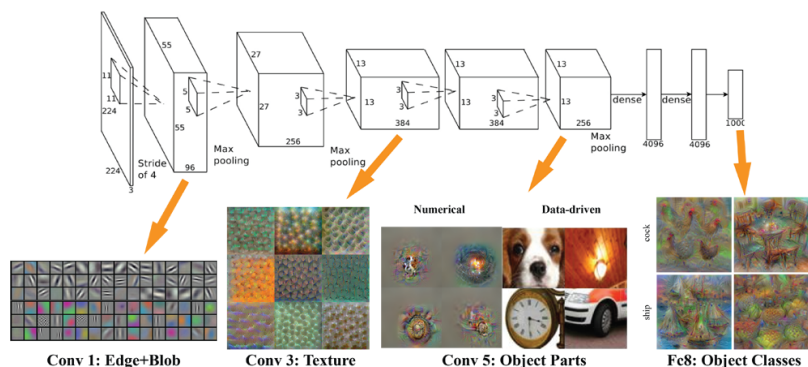 55
27
13
13
13
11
5
3
3
3
11
5
27
3
13
3
13
3
13
dense
dense
224
55
384
384
256
1000
256
Max
4096
4096
Max
Max
pooling
224
Stride
of 4
pooling
pooling
96
3
Numerical
Data-driven
cock
ship
Conv 1: Edge+Blob
Conv 3: Texture
Conv 5: Object Parts
Fc8: Object Classes